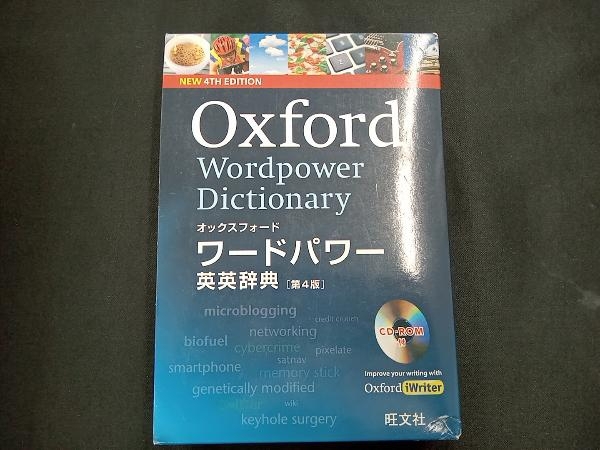 NEW 4TH EDITION
Oxford
Wordpower
Dictionary
オックスフォード
ワードパワー
英英辞典 [第4版]
microblogging
credit crunch
networking
biofuel
cybercrime
pixelate
satnav
smartphone
memory stick
genetically modified
twitter
wiki
keyhole surgery
CD-ROM
付
Improve your writing with
Oxford iWriter
旺文社